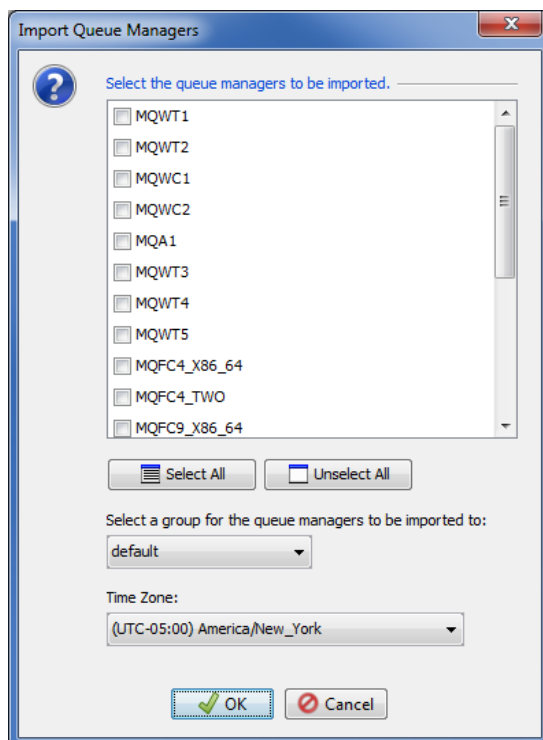 Import Queue Managers
Select the queue managers to be imported.
MQWT1
MQWT2
MQWC1
MQWC2
MQA1
MQWT3
MQWT4
MQWT5
MQFC4_X86_64
MQFC4_TWO
MQFC9_X86_64
Select All
Unselect All
Select a group for the queue managers to be imported to:
default
Time Zone:
(UTC-05:00) America/New_York
OK
Cancel